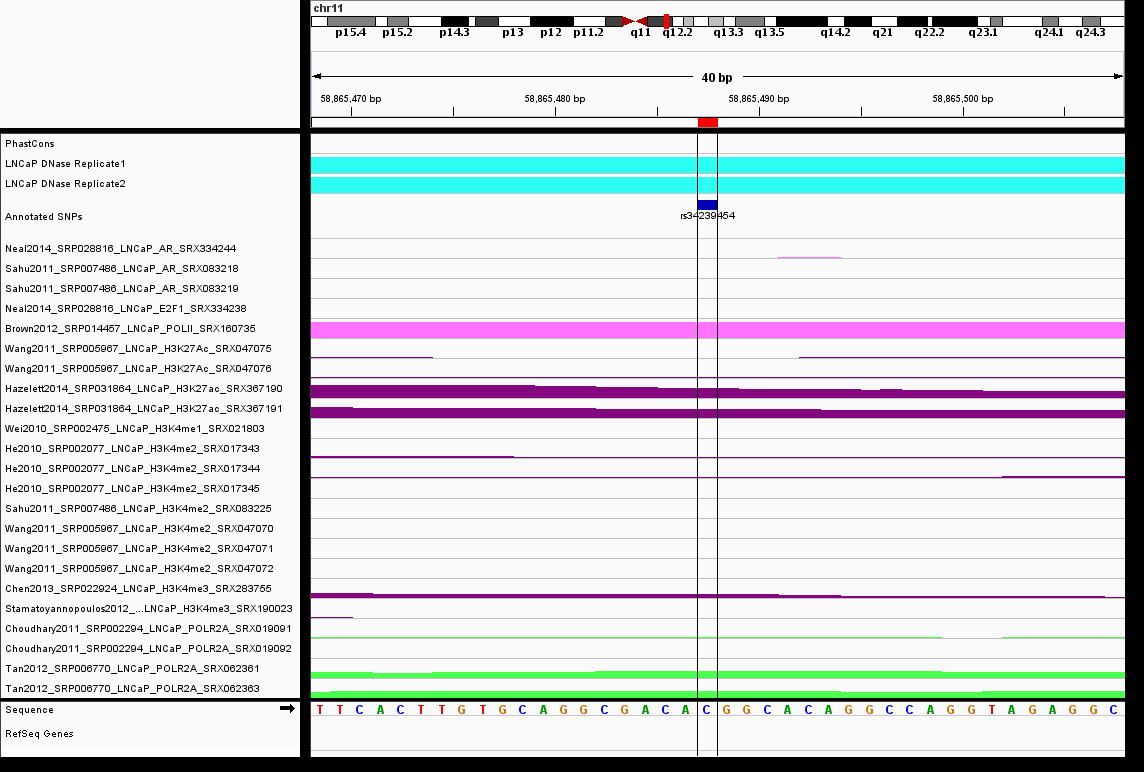 chr11
p15.4 p15.2 p14.3 p13 p12 p11.2 q11 q12.2 q13.3 q13.5 q14.2 q21 q22.2 q23.1 q24.1 q24.3
40 bp
58,865,470 bp 58,865,480 bp 58,865,490 bp 58,865,500 bp
PhastCons
LNCaP DNase Replicate1
LNCaP DNase Replicate2
Annotated SNPs
rs34239454
Neal2014_SRP028816_LNCaP_AR_SRX334244
Sahu2011_SRP007486_LNCaP_AR_SRX083218
Sahu2011_SRP007486_LNCaP_AR_SRX083219
Neal2014_SRP028816_LNCaP_E2F1_SRX334238
Brown2012_SRP014457_LNCaP_POLII_SRX160735
Wang2011_SRP005967_LNCaP_H3K27Ac_SRX047075
Wang2011_SRP005967_LNCaP_H3K27Ac_SRX047076
Hazelett2014_SRP031864_LNCaP_H3K27ac_SRX367190
Hazelett2014_SRP031864_LNCaP_H3K27ac_SRX367191
Wei2010_SRP002475_LNCaP_H3K4me1_SRX021803
He2010_SRP002077_LNCaP_H3K4me2_SRX017343
He2010_SRP002077_LNCaP_H3K4me2_SRX017344
He2010_SRP002077_LNCaP_H3K4me2_SRX017345
Sahu2011_SRP007486_LNCaP_H3K4me2_SRX083225
Wang2011_SRP005967_LNCaP_H3K4me2_SRX047070
Wang2011_SRP005967_LNCaP_H3K4me2_SRX047071
Wang2011_SRP005967_LNCaP_H3K4me2_SRX047072
Chen2013_SRP022924_LNCaP_H3K4me3_SRX283755
Stamatoyannopoulos2012_...LNCaP_H3K4me3_SRX190023
Choudhary2011_SRP002294_LNCaP_POLR2A_SRX019091
Choudhary2011_SRP002294_LNCaP_POLR2A_SRX019092
Tan2012_SRP006770_LNCaP_POLR2A_SRX062361
Tan2012_SRP006770_LNCaP_POLR2A_SRX062363
Sequence T T C A C T T G T G C A G G C G A C A C G G C A C A G G C C A G G T A G A G G C
RefSeq Genes